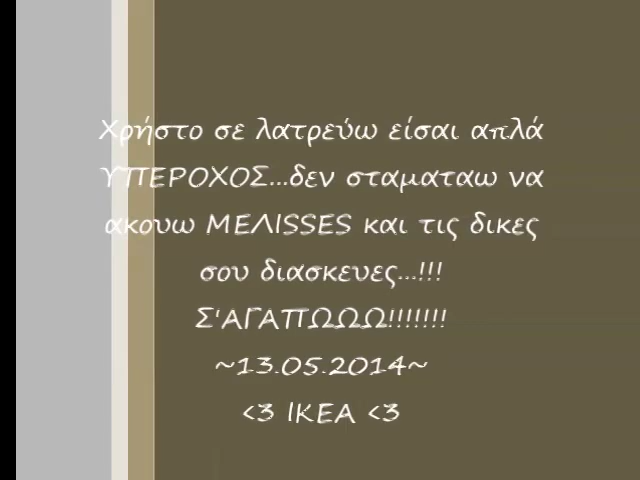 Χρήστο σε λατρεύω είσαι απλά
ΥΠΕΡΟΧΟΣ...δεν σταματαω να
ακουω ΜΕΛISSES και τις δικες
σου διασκευες...!!!
Σ'ΑΓΑΠΩΩΩ!!!!!!!
~13.05.2014~
<3 ΙΚΕΑ <3